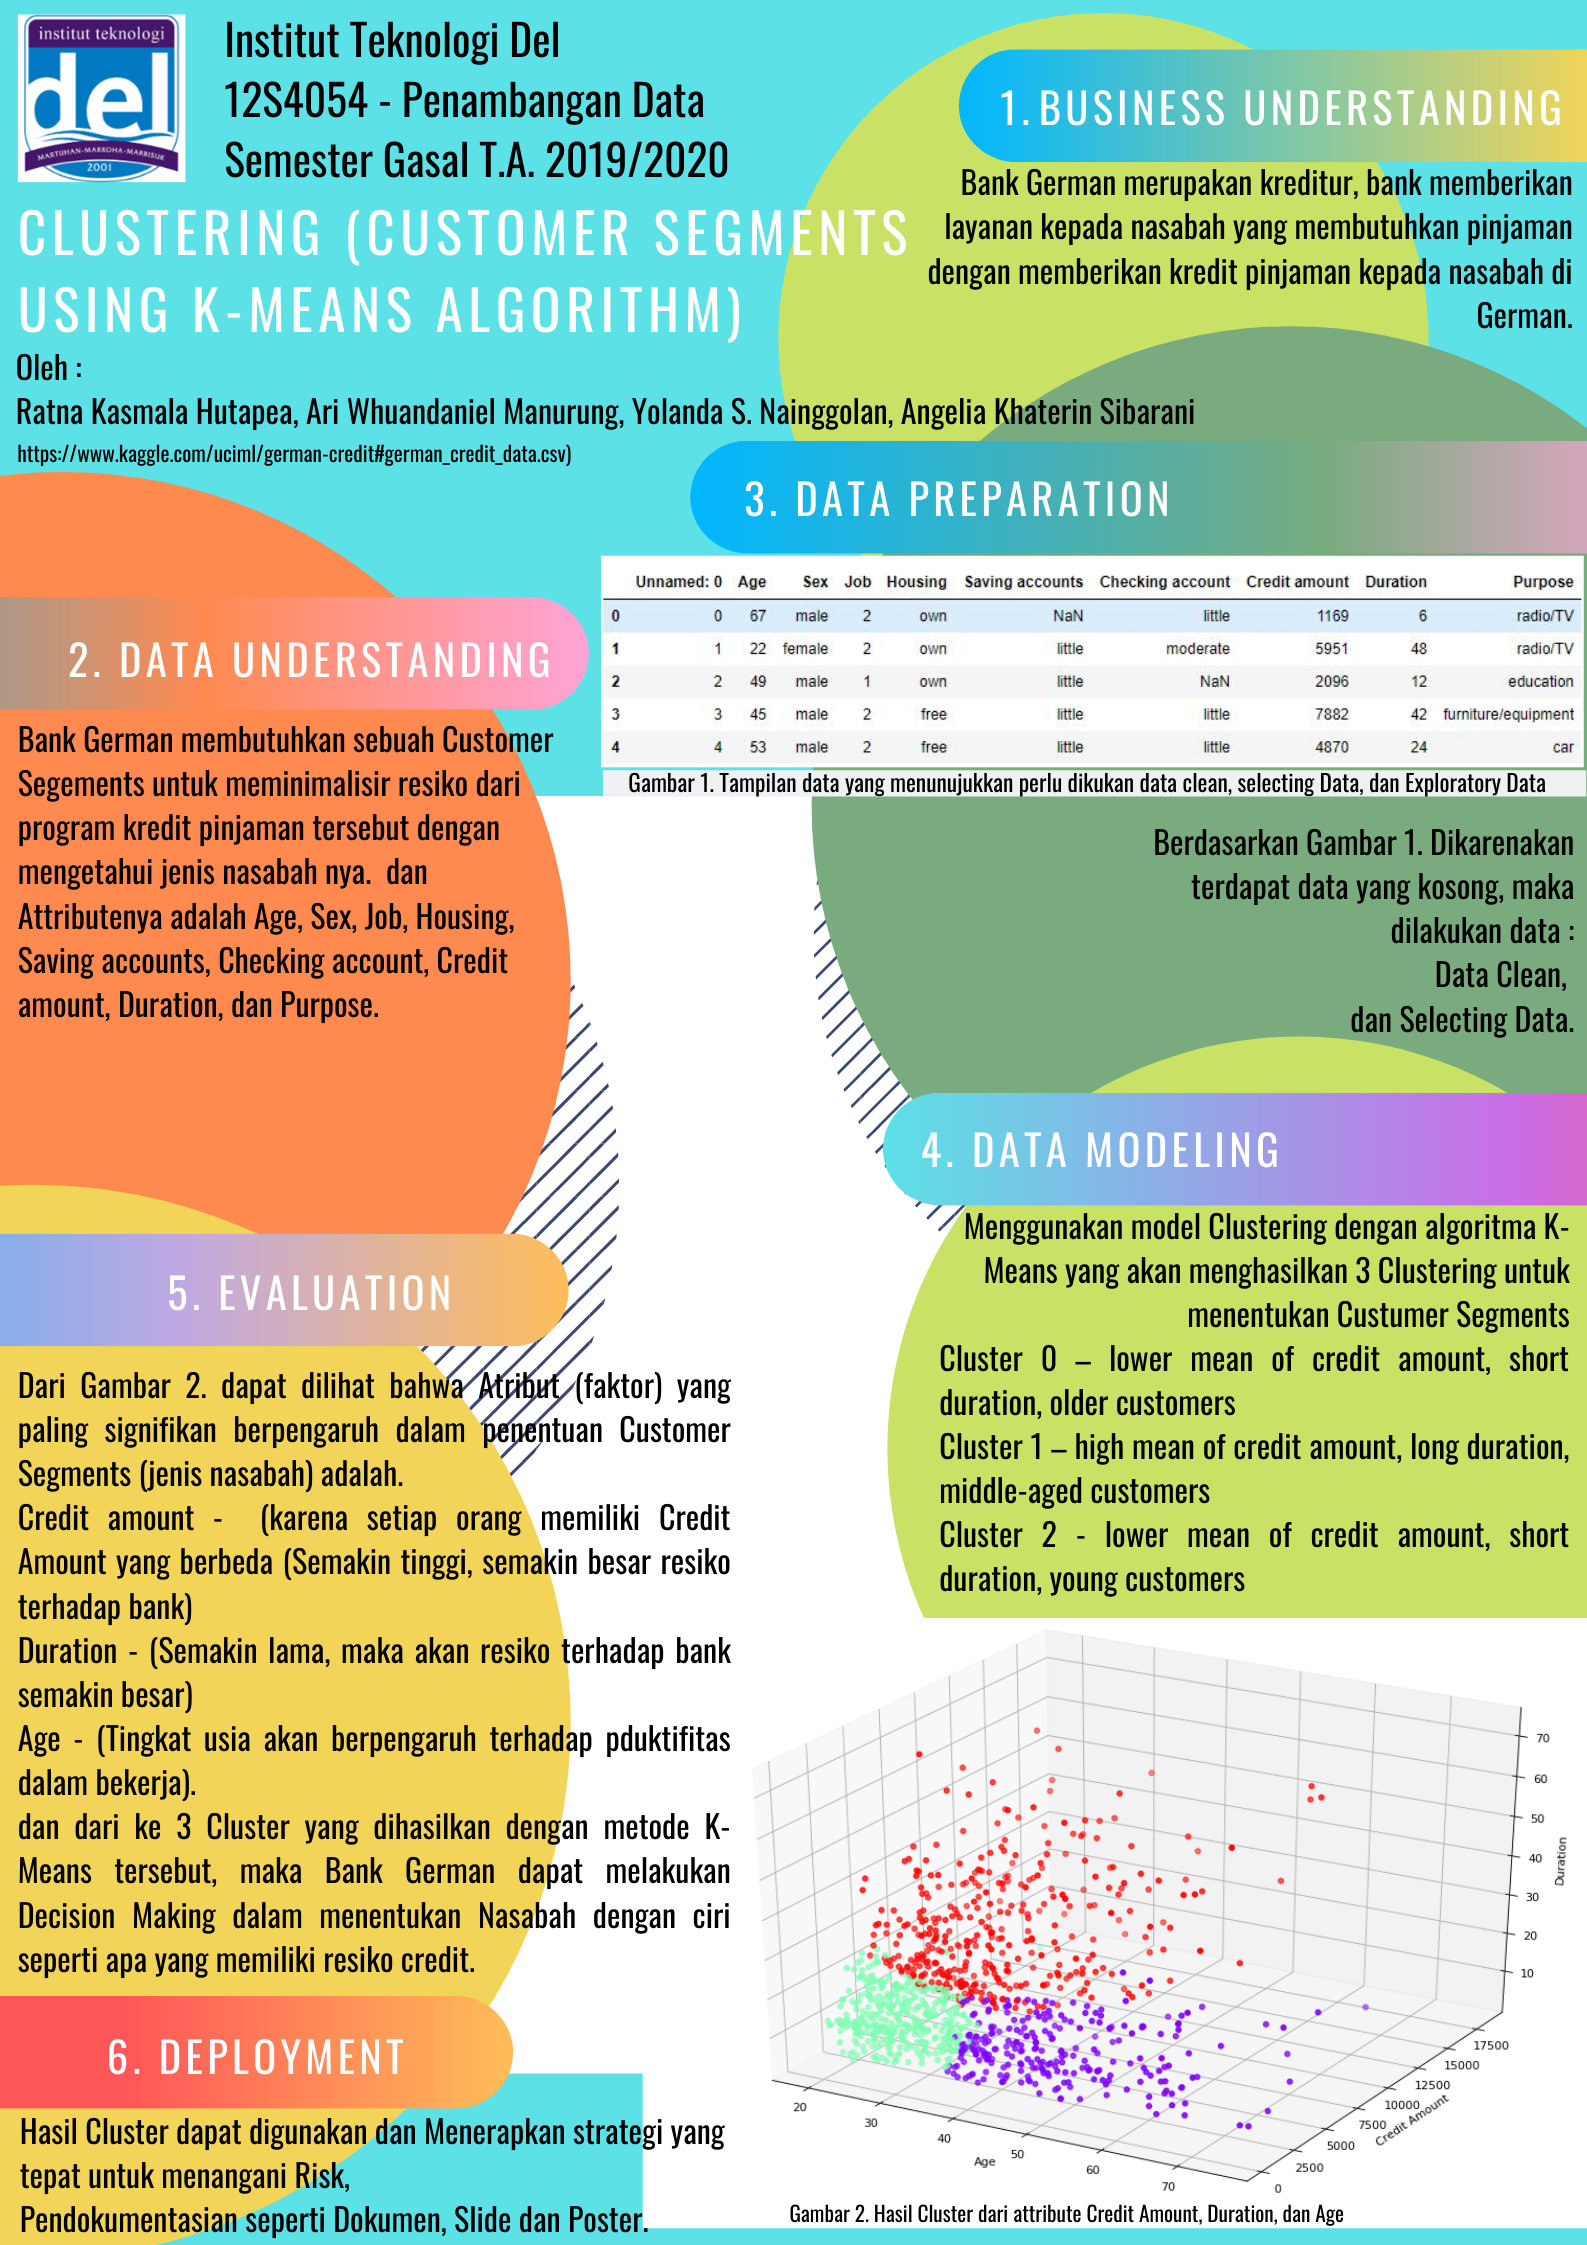 institut teknologi
del
MARTUHAN-MARROHA-MARBISUK
2001
Institut Teknologi Del
12S4054 - Penambangan Data
Semester Gasal T.A. 2019/2020
CLUSTERING (CUSTOMER SEGMENTS
USING K-MEANS ALGORITHM)
Oleh :
Ratna Kasmala Hutapea, Ari Whuandaniel Manurung, Yolanda S. Nainggolan, Angelia Khaterin Sibarani
https://www.kaggle.com/uciml/german-credit#german_credit_data.csv)
1. BUSINESS UNDERSTANDING
Bank German merupakan kreditur, bank memberikan
layanan kepada nasabah yang membutuhkan pinjaman
dengan memberikan kredit pinjaman kepada nasabah di
German.
2. DATA UNDERSTANDING
Bank German membutuhkan sebuah Customer
Segements untuk meminimalisir resiko dari
program kredit pinjaman tersebut dengan
mengetahui jenis nasabah nya.  dan
Attributenya adalah Age, Sex, Job, Housing,
Saving accounts, Checking account, Credit
amount, Duration, dan Purpose.
3. DATA PREPARATION
Unnamed: 0 Age Sex Job Housing Saving accounts Checking account Credit amount Duration Purpose
0 0 67 male 2 own NaN little 1169 6 radio/TV
1 1 22 female 2 own little moderate 5951 48 radio/TV
2 2 49 male 1 own little NaN 2096 12 education
3 3 45 male 2 free little little 7882 42 furniture/equipment
4 4 53 male 2 free little little 4870 24 car
Gambar 1. Tampilan data yang menunujukkan perlu dikukan data clean, selecting Data, dan Exploratory Data
Berdasarkan Gambar 1. Dikarenakan
terdapat data yang kosong, maka
dilakukan data :
Data Clean,
dan Selecting Data.
4. DATA MODELING
Menggunakan model Clustering dengan algoritma K-
Means yang akan menghasilkan 3 Clustering untuk
menentukan Custumer Segments
Cluster 0 – lower mean of credit amount, short
duration, older customers
Cluster 1 – high mean of credit amount, long duration,
middle-aged customers
Cluster 2 - lower mean of credit amount, short
duration, young customers
5. EVALUATION
Dari Gambar 2. dapat dilihat bahwa Atribut (faktor) yang
paling signifikan berpengaruh dalam penentuan Customer
Segments (jenis nasabah) adalah.
Credit amount -  (karena setiap orang memiliki Credit
Amount yang berbeda (Semakin tinggi, semakin besar resiko
terhadap bank)
Duration - (Semakin lama, maka akan resiko terhadap bank
semakin besar)
Age - (Tingkat usia akan berpengaruh terhadap pduktifitas
dalam bekerja).
dan dari ke 3 Cluster yang dihasilkan dengan metode K-
Means tersebut, maka Bank German dapat melakukan
Decision Making dalam menentukan Nasabah dengan ciri
seperti apa yang memiliki resiko credit.
6. DEPLOYMENT
Hasil Cluster dapat digunakan dan Menerapkan strategi yang
tepat untuk menangani Risk,
Pendokumentasian seperti Dokumen, Slide dan Poster.
70
60
50
40
30
20
10
Duration
17500
15000
12500
10000
7500
5000
2500
0
Credit Amount
20
30
40
50
60
70
Age
Gambar 2. Hasil Cluster dari attribute Credit Amount, Duration, dan Age